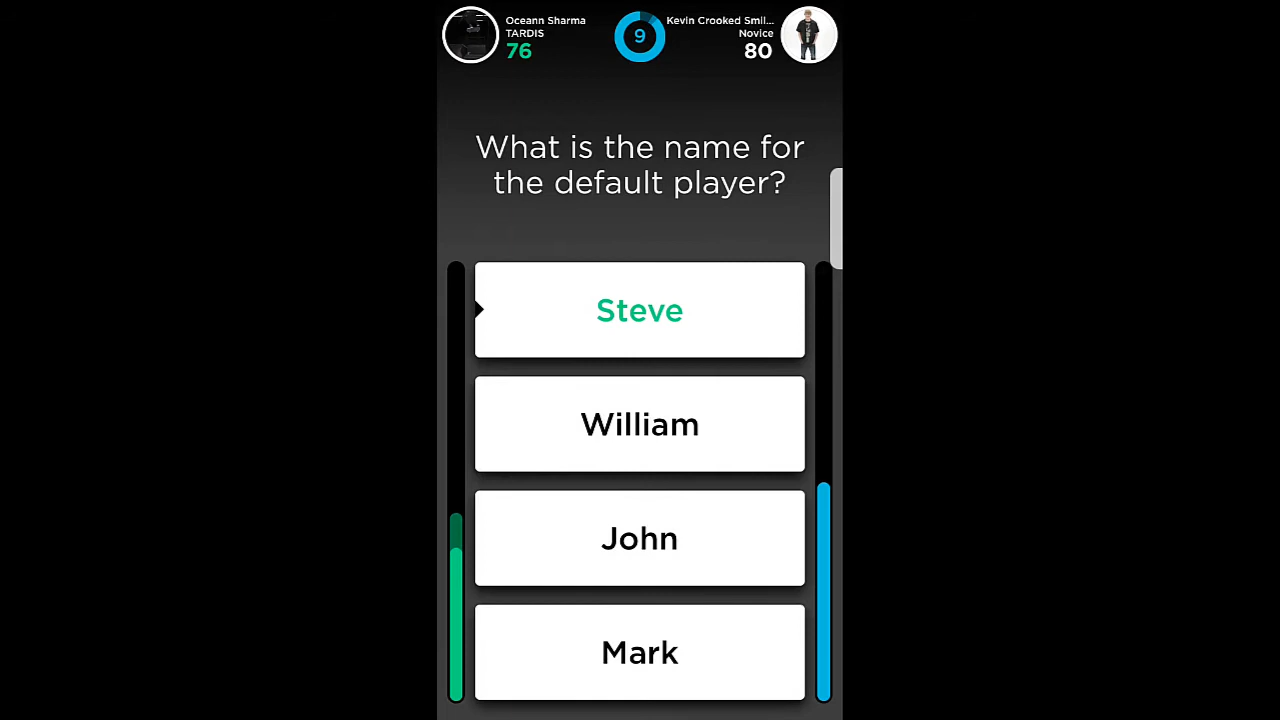 Oceann Sharma
TARDIS
76
9
Kevin Crooked Smil...
Novice
80
What is the name for
the default player?
Steve
William
John
Mark